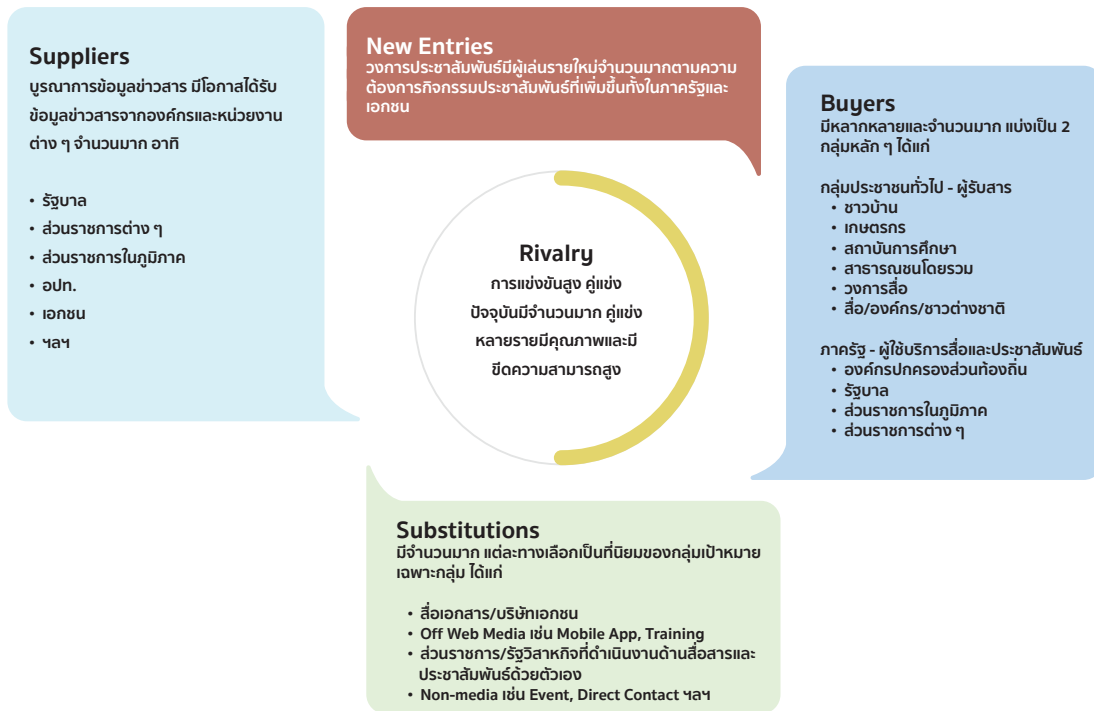 Suppliers
บูรณาการข้อมูลข่าวสาร มีโอกาสได้รับ
ข้อมูลข่าวสารจากองค์กรและหน่วยงาน
ต่าง ๆ จำนวนมาก อาทิ
• รัฐบาล
• ส่วนราชการต่าง ๆ
• ส่วนราชการในภูมิภาค
• อปท.
• เอกชน
• ฯลฯ
New Entries
วงการประชาสัมพันธ์มีผู้เล่นรายใหม่จำนวนมากตามความ
ต้องการกิจกรรมประชาสัมพันธ์ที่เพิ่มขึ้นทั้งในภาครัฐและ
เอกชน
Rivalry
การแข่งขันสูง คู่แข่ง
ปัจจุบันมีจำนวนมาก คู่แข่ง
หลายรายมีคุณภาพและมี
ขีดความสามารถสูง
Buyers
มีหลากหลายและจำนวนมาก แบ่งเป็น 2
กลุ่มหลัก ๆ ได้แก่
กลุ่มประชาชนทั่วไป - ผู้รับสาร
• ชาวบ้าน
• เกษตรกร
• สถาบันการศึกษา
• สาธารณชนโดยรวม
• วงการสื่อ
• สื่อ/องค์กร/ชาวต่างชาติ
ภาครัฐ - ผู้ใช้บริการสื่อและประชาสัมพันธ์
• องค์กรปกครองส่วนท้องถิ่น
• รัฐบาล
• ส่วนราชการในภูมิภาค
• ส่วนราชการต่าง ๆ
Substitutions
มีจำนวนมาก แต่ละทางเลือกเป็นที่นิยมของกลุ่มเป้าหมาย
เฉพาะกลุ่ม ได้แก่
• สื่อเอกสาร/บริษัทเอกชน
• Off Web Media เช่น Mobile App, Training
• ส่วนราชการ/รัฐวิสาหกิจที่ดำเนินงานด้านสื่อสารและ
ประชาสัมพันธ์ด้วยตัวเอง
• Non-media เช่น Event, Direct Contact ฯลฯ